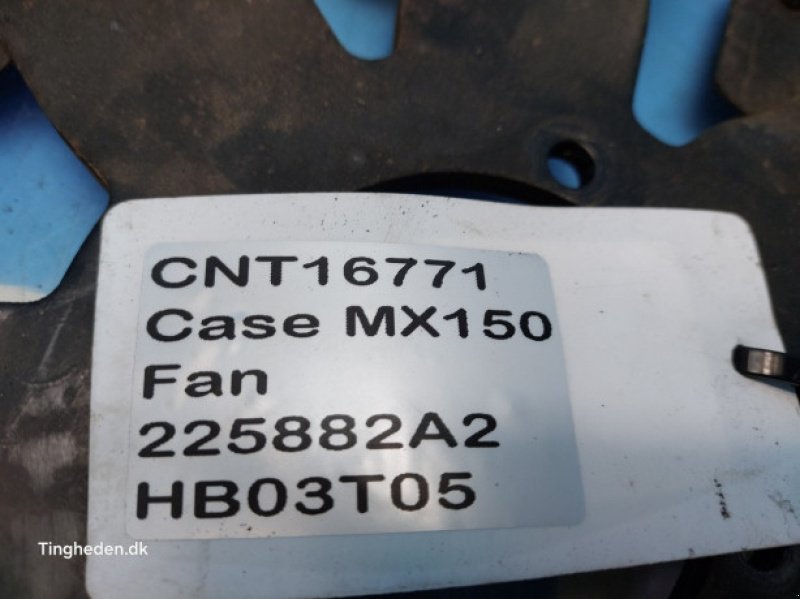 CNT16771
Case MX150
Fan
225882A2
HB03T05
Tingheden.dk